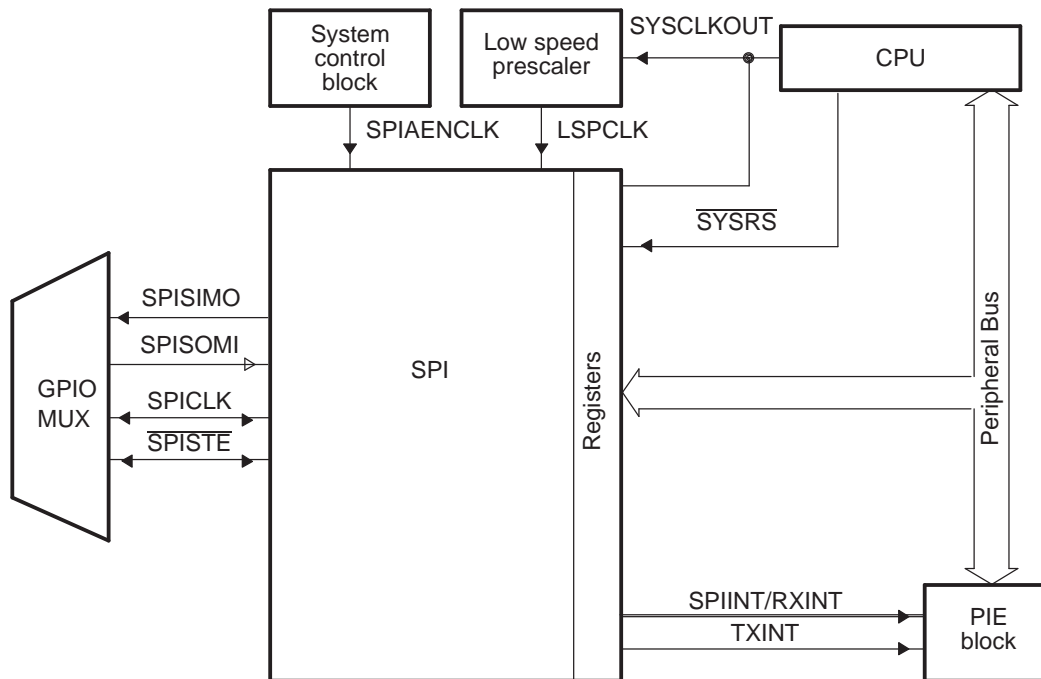 System
control
block
Low speed
prescaler
SYSCLKOUT
CPU
SPIAENCLK
LSPCLK
SYSRS
SPISIMO
SPISOMI
SPICLK
SPISTE
GPIO
MUX
SPI
Registers
Peripheral Bus
SPIINT/RXINT
TXINT
PIE
block